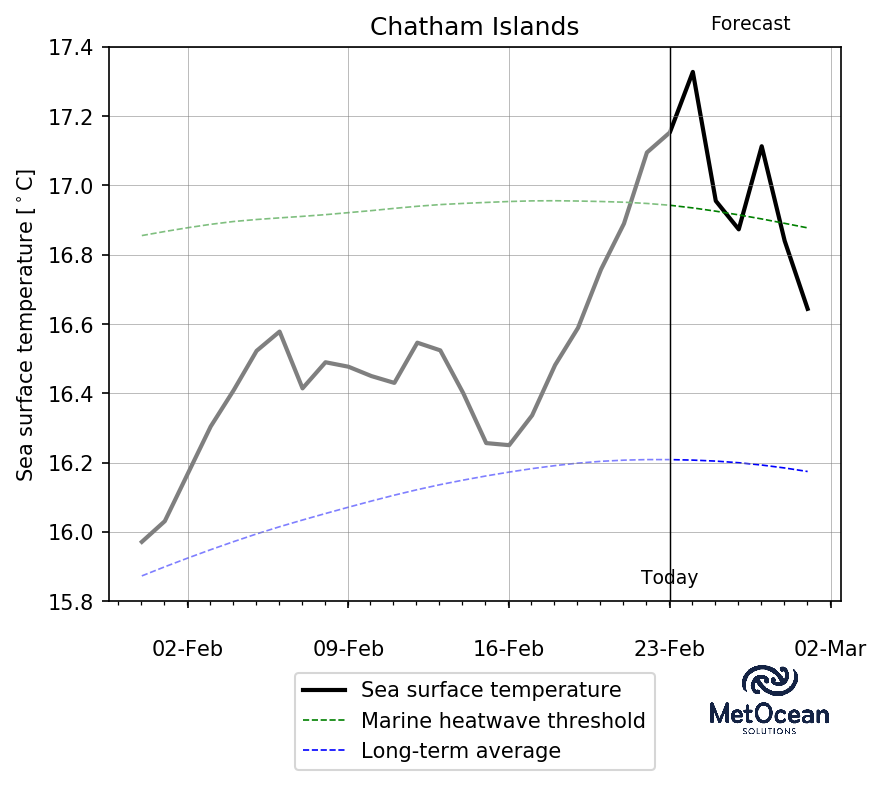 Chatham Islands
Forecast
17.4
17.2
17.0
16.8
16.6
16.4
16.2
16.0
15.8
Sea surface temperature [°C]
Today
02-Feb 09-Feb 16-Feb 23-Feb 02-Mar
Sea surface temperature
Marine heatwave threshold
Long-term average
MetOcean
SOLUTIONS